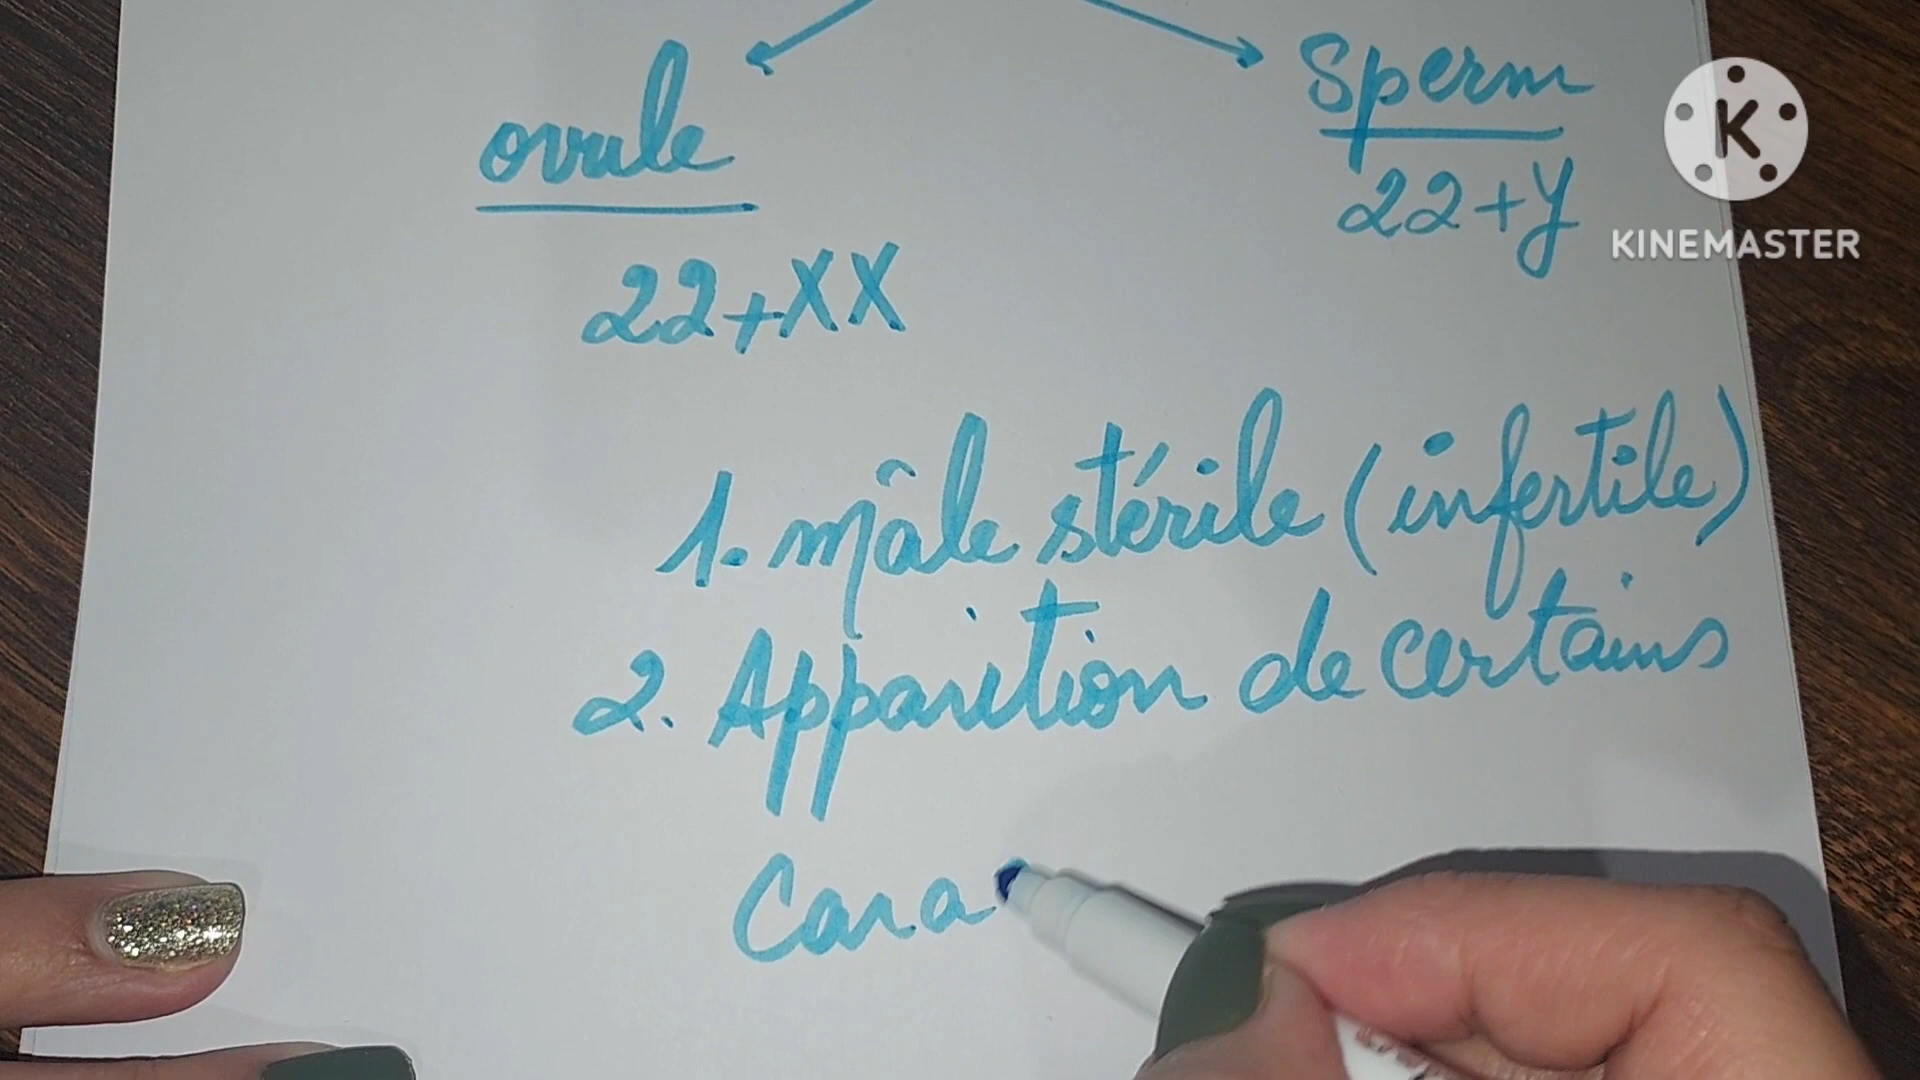 ovule
Sperm
22+XX
22+Y
K
KINEMASTER
1. mâle stérile (infertile)
2. Apparition de certains
Cara